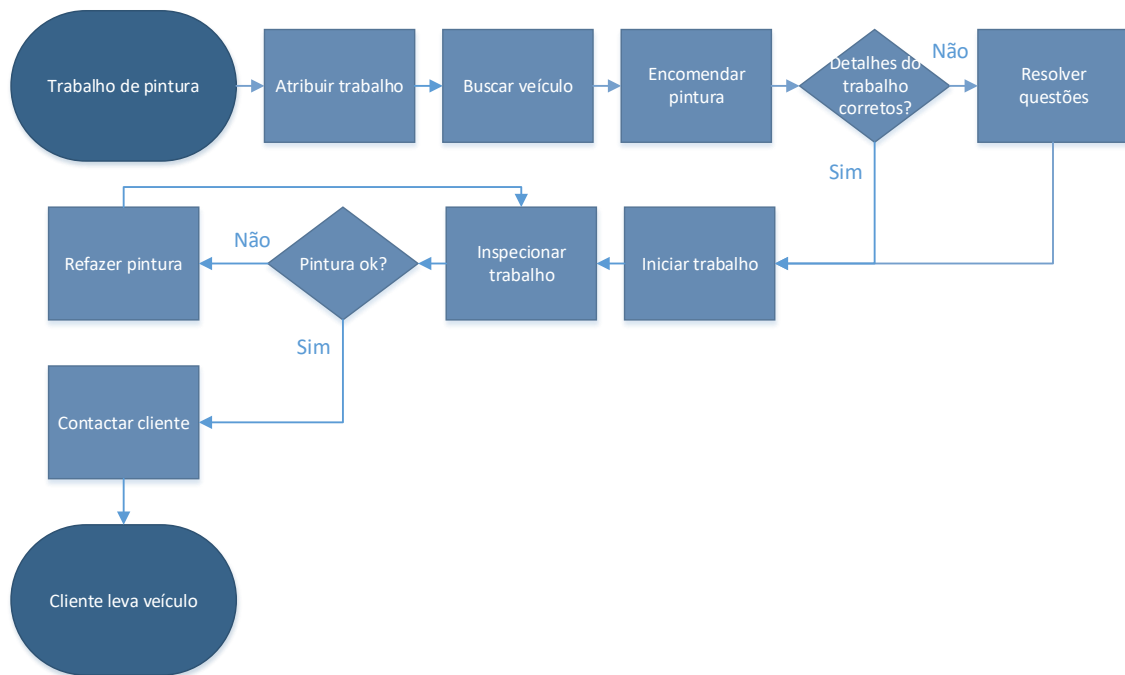 Trabalho de pintura
Atribuir trabalho
Buscar veículo
Encomendar
pintura
Detalhes do
trabalho
corretos?
Não
Resolver
questões
Sim
Refazer pintura
Não
Pintura ok?
Inspecionar
trabalho
Iniciar trabalho
Sim
Contactar cliente
Cliente leva veículo